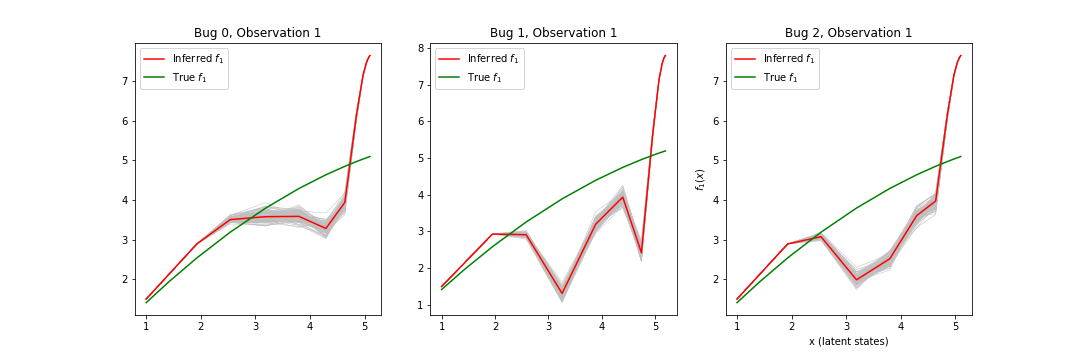 Bug 0, Observation 1
Inferred f₁
True f₁
7
6
5
4
3
2
1 2 3 4 5
Bug 1, Observation 1
Inferred f₁
True f₁
8
7
6
5
4
3
2
1
1 2 3 4 5
Bug 2, Observation 1
Inferred f₁
True f₁
f₁(x)
7
6
5
4
3
2
1 2 3 4 5
x (latent states)